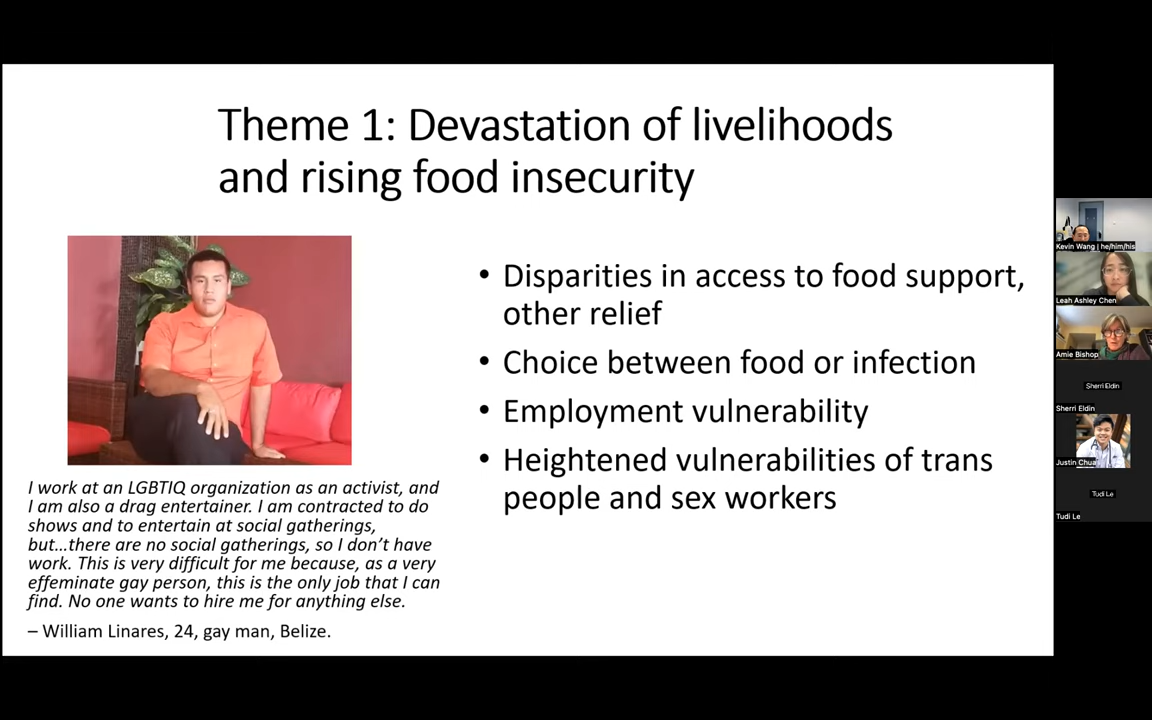 Theme 1: Devastation of livelihoods
and rising food insecurity
I work at an LGBTIQ organization as an activist, and
I am also a drag entertainer. I am contracted to do
shows and to entertain at social gatherings,
but…there are no social gatherings, so I don’t have
work. This is very difficult for me because, as a very
effeminate gay person, this is the only job that I can
find. No one wants to hire me for anything else.
– William Linares, 24, gay man, Belize.
• Disparities in access to food support,
other relief
• Choice between food or infection
• Employment vulnerability
• Heightened vulnerabilities of trans
people and sex workers
Kevin Wang | he/him/his
Leah Ashley Chen
Amie Bishop
Sherri Eldin
Sherri Eldin
Justin Chua
Tudi Le
Tudi Le